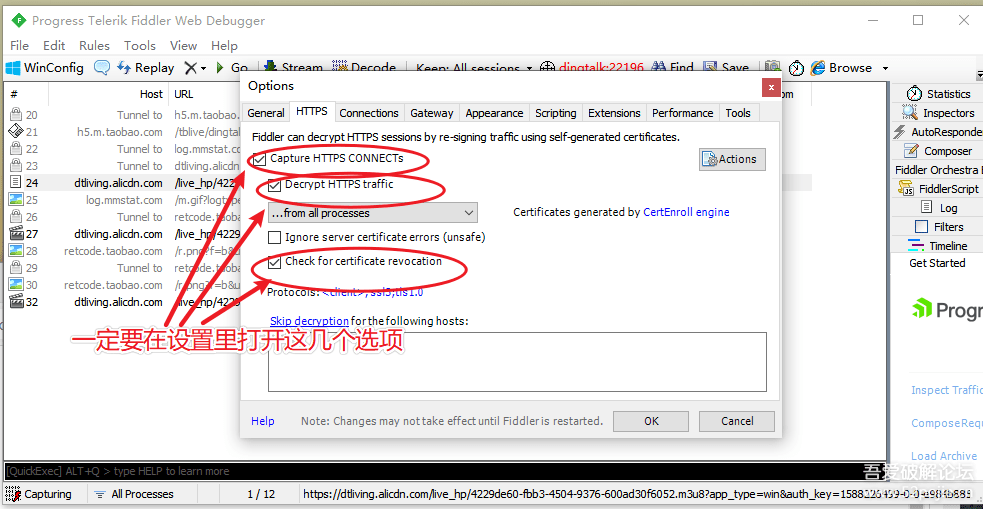 Progress Telerik Fiddler Web Debugger
File Edit Rules Tools View Help
WinConfig Replay Go Stream Decode Keep: All sessions dingtalk:22196 Find Save Browse
Options
# Host URL
General HTTPS Connections Gateway Appearance Scripting Extensions Performance Tools
Fiddler can decrypt HTTPS sessions by re-signing traffic using self-generated certificates.
Capture HTTPS CONNECTs
Actions
Decrypt HTTPS traffic
...from all processes
Certificates generated by CertEnroll engine
Ignore server certificate errors (unsafe)
Check for certificate revocation
Protocols: <client>;ssl3;tls1.0
Skip decryption for the following hosts:
一定要在设置里打开这几个选项
Help Note: Changes may not take effect until Fiddler is restarted. OK Cancel
20 Tunnel to h5.m.taobao.
21 h5.m.taobao.com /tblive/dingta
22 Tunnel to log.mmstat.co
23 Tunnel to dtliving.alicdn.
24 dtliving.alicdn.com /live_hp/4229
25 log.mmstat.com /m.gif?logtyp
26 Tunnel to retcode.taoba
27 dtliving.alicdn.com /live_hp/4229
28 retcode.taobao.com /r.png?f=b&u
29 Tunnel to retcode.taoba
30 retcode.taobao.com /r.png?f=b&u
32 dtliving.alicdn.com /live_hp/4229
Statistics
Inspectors
AutoResponder
Composer
Fiddler Orchestra
FiddlerScript
Log
Filters
Timeline
Get Started
Progr
Inspect Traffic
Compose Requ
Load Archive
[QuickExec] ALT+Q > type HELP to learn more
吾爱破解论坛
Capturing All Processes 1 / 12 https://dtliving.alicdn.com/live_hp/4229de60-fbb3-4504-9376-600ad30f6052.m3u8?app_type=win&auth_key=